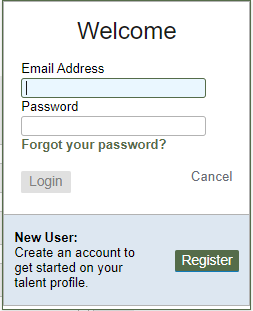 Welcome
Email Address
Password
Forgot your password?
Login
Cancel
New User:
Create an account to
get started on your
talent profile.
Register